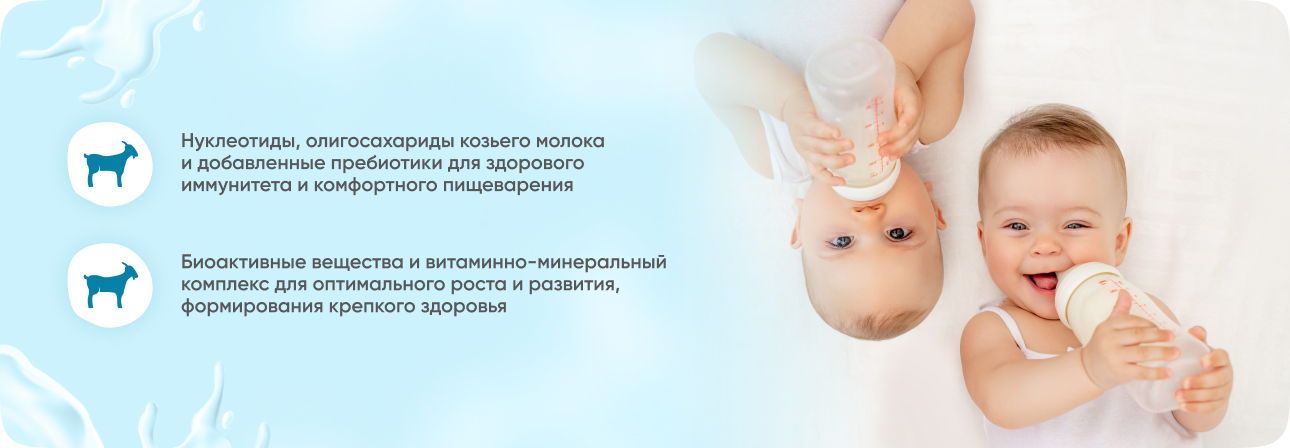 Нуклеотиды, олигосахариды козьего молока
и добавленные пребиотики для здорового
иммунитета и комфортного пищеварения
Биоактивные вещества и витаминно-минеральный
комплекс для оптимального роста и развития,
формирования крепкого здоровья